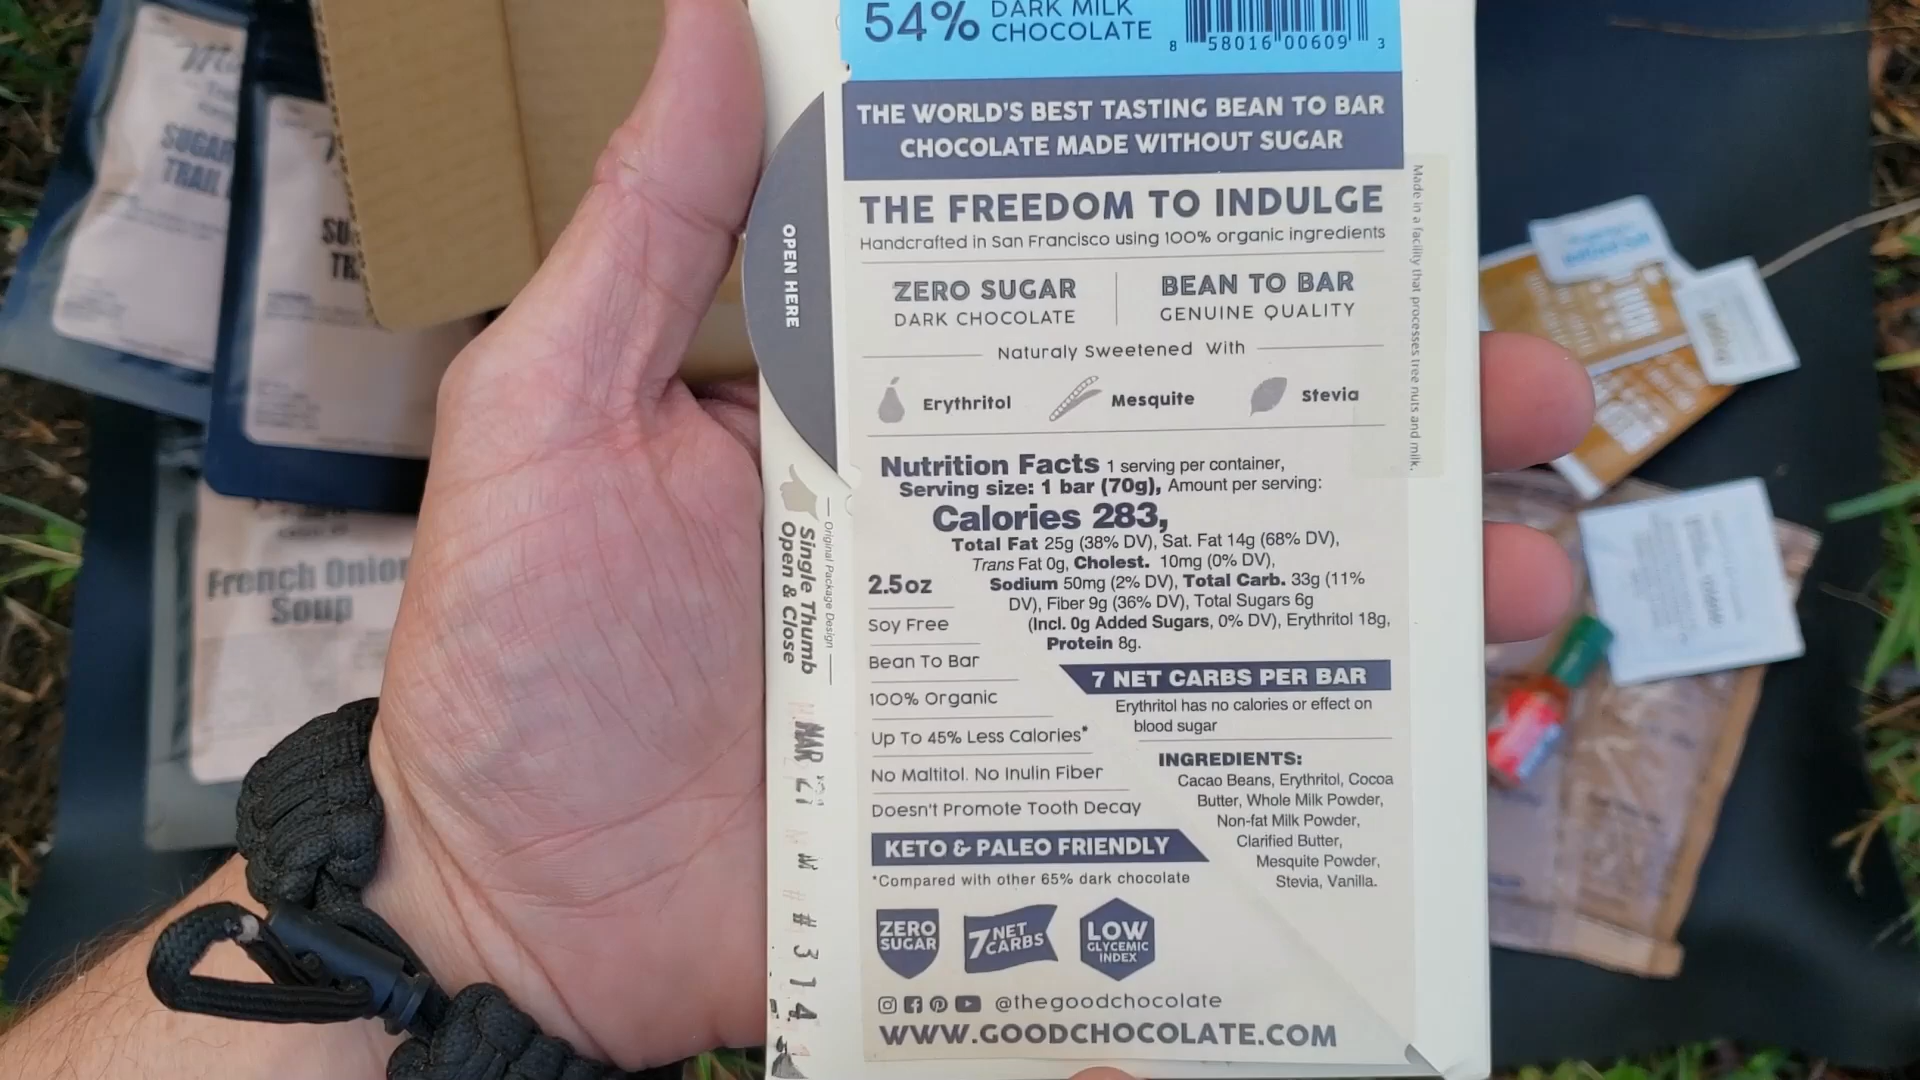 54% DARK MILK
CHOCOLATE
8 58016 00609 3
THE WORLD'S BEST TASTING BEAN TO BAR
CHOCOLATE MADE WITHOUT SUGAR
THE FREEDOM TO INDULGE
Handcrafted in San Francisco using 100% organic ingredients
ZERO SUGAR
DARK CHOCOLATE
BEAN TO BAR
GENUINE QUALITY
Naturaly Sweetened With
Erythritol
Mesquite
Stevia
Nutrition Facts 1 serving per container,
Serving size: 1 bar (70g), Amount per serving:
Calories 283,
Total Fat 25g (38% DV), Sat. Fat 14g (68% DV),
Trans Fat 0g, Cholest. 10mg (0% DV),
Sodium 50mg (2% DV), Total Carb. 33g (11%
DV), Fiber 9g (36% DV), Total Sugars 6g
(Incl. 0g Added Sugars, 0% DV), Erythritol 18g,
Protein 8g.
7 NET CARBS PER BAR
Erythritol has no calories or effect on
blood sugar
INGREDIENTS:
Cacao Beans, Erythritol, Cocoa
Butter, Whole Milk Powder,
Non-fat Milk Powder,
Clarified Butter,
Mesquite Powder,
Stevia, Vanilla.
2.5oz
Soy Free
Bean To Bar
100% Organic
Up To 45% Less Calories*
No Maltitol. No Inulin Fiber
Doesn't Promote Tooth Decay
KETO & PALEO FRIENDLY
*Compared with other 65% dark chocolate
ZERO
SUGAR
7 NET
CARBS
LOW
GLYCEMIC
INDEX
@thegoodchocolate
WWW.GOODCHOCOLATE.COM
OPEN HERE
Original Package Design
Single Thumb
Open & Close
MAR 21
#314
Made in a facility that processes tree nuts and milk.
SUGAR
TRAIL
French Onion
Soup